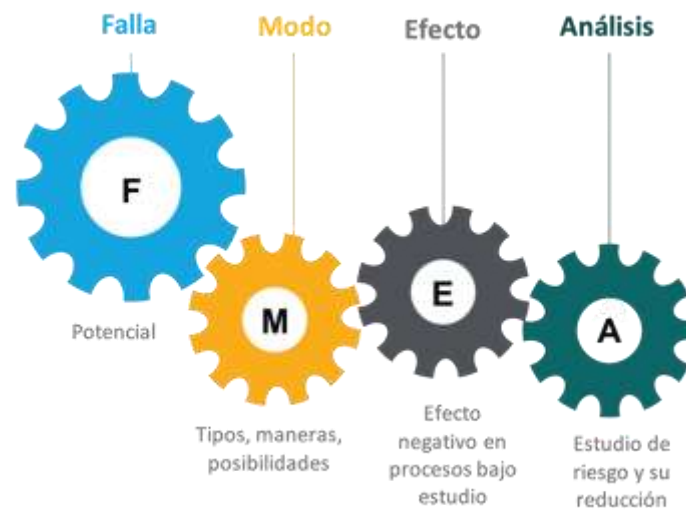 Falla
Modo
Efecto
Análisis
F
M
E
A
Potencial
Tipos, maneras,
posibilidades
Efecto
negativo en
procesos bajo
estudio
Estudio de
riesgo y su
reducción